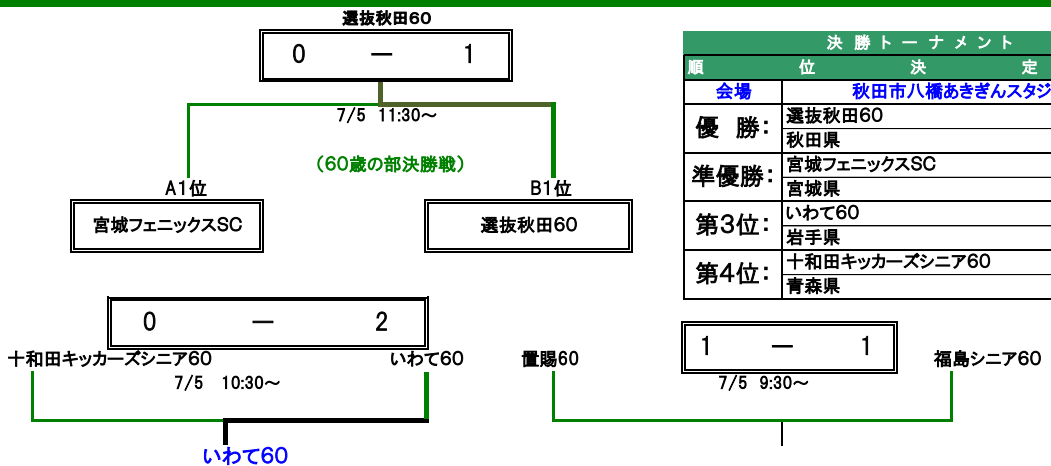 選抜秋田60
0 ー 1
7/5 11:30～
（60歳の部決勝戦）
A1位
B1位
宮城フェニックスSC
選抜秋田60
決 勝 ト ー ナ メ ン ト
順 位 決 定
会場 秋田市八橋あきぎんスタジ
優 勝： 選抜秋田60
秋田県
準優勝： 宮城フェニックスSC
宮城県
第3位： いわて60
岩手県
第4位： 十和田キッカーズシニア60
青森県
0 ー 2
十和田キッカーズシニア60
いわて60
7/5 10:30～
いわて60
1 ー 1
置賜60
福島シニア60
7/5 9:30～